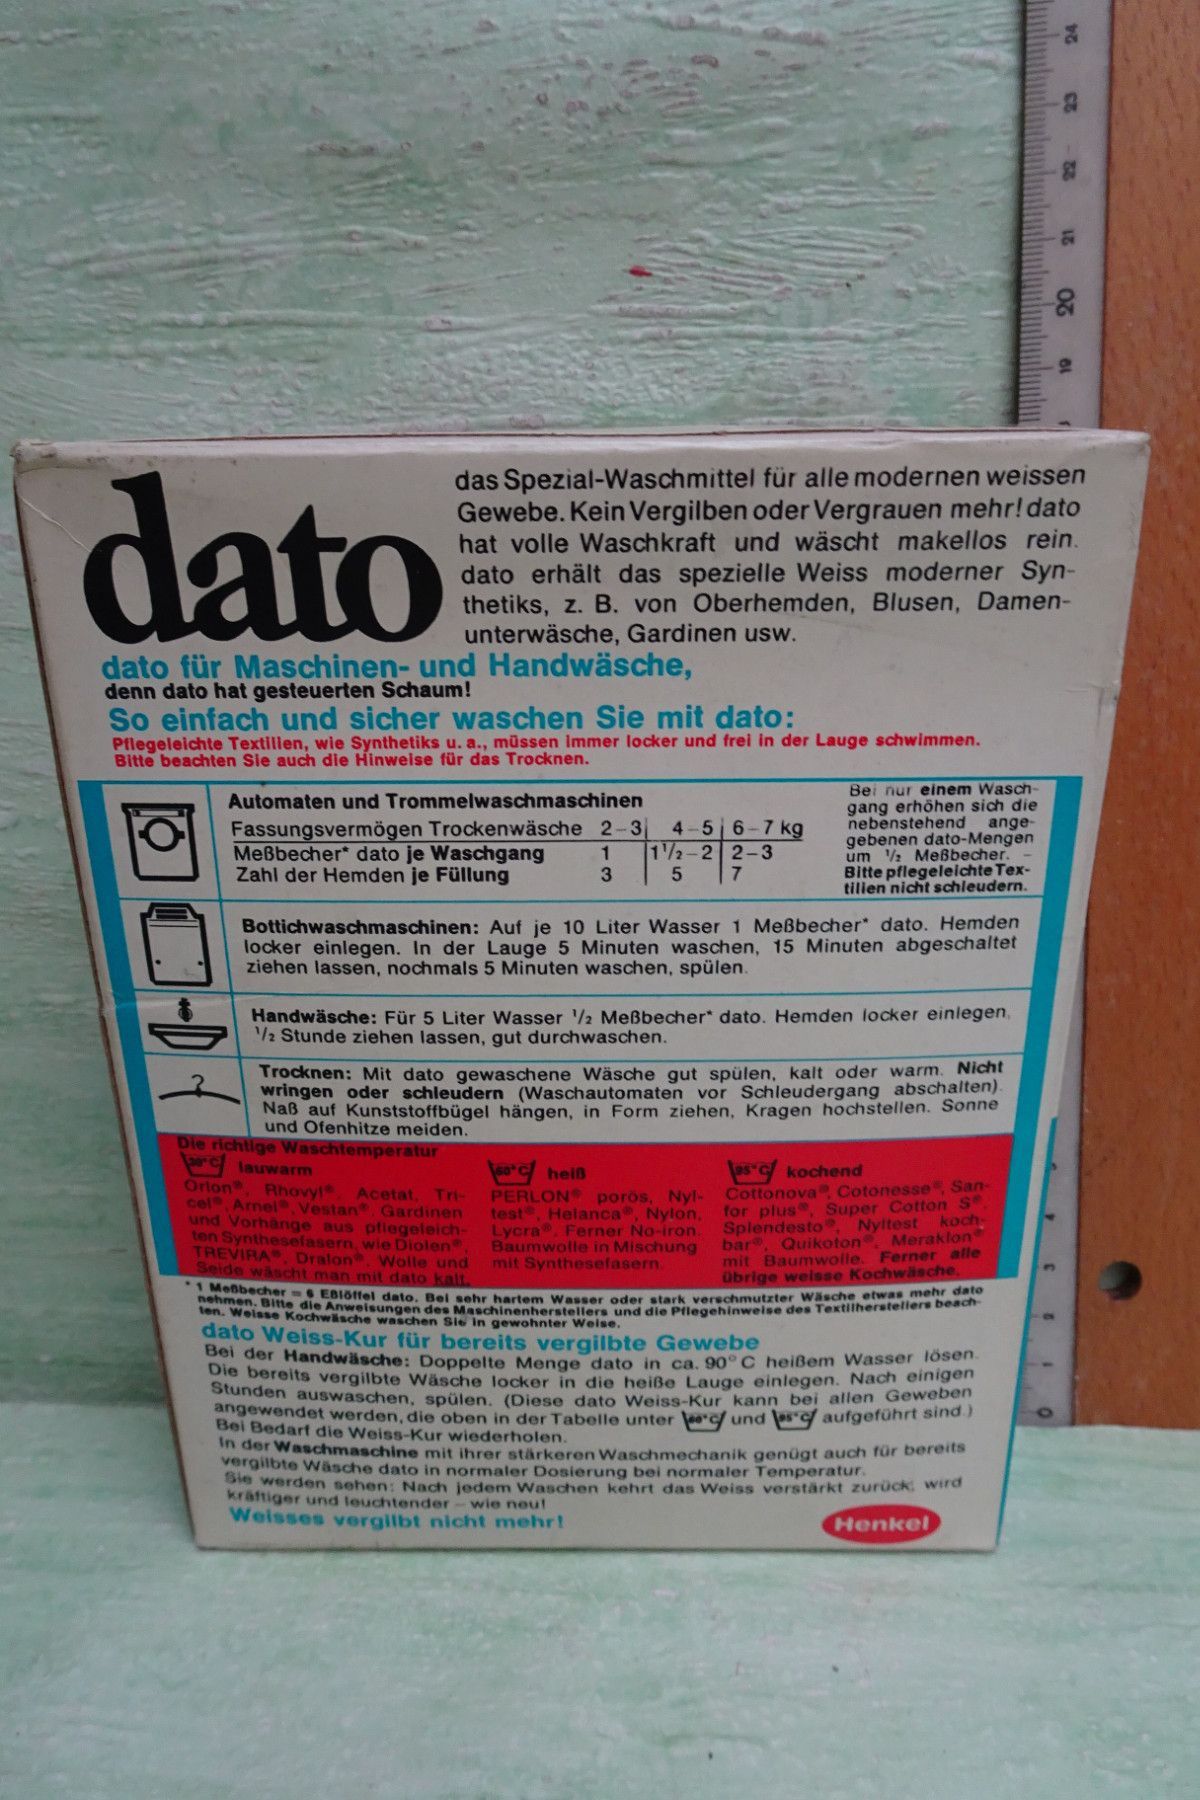 dato
das Spezial-Waschmittel für alle modernen weissen
Gewebe. Kein Vergilben oder Vergrauen mehr! dato
hat volle Waschkraft und wäscht makellos rein.
dato erhält das spezielle Weiss moderner Syn-
thetiks, z. B. von Oberhemden, Blusen, Damen-
unterwäsche, Gardinen usw.
dato für Maschinen- und Handwäsche,
denn dato hat gesteuerten Schaum!
So einfach und sicher waschen Sie mit dato:
Pflegeleichte Textilien, wie Synthetiks u. a., müssen immer locker und frei in der Lauge schwimmen.
Bitte beachten Sie auch die Hinweise für das Trocknen.
Automaten und Trommelwaschmaschinen
Fassungsvermögen Trockenwäsche 2-3 4-5 6-7 kg
Meßbecher* dato je Waschgang 1 1½-2 2-3
Zahl der Hemden je Füllung 3 5 7
Bei nur einem Wasch-
gang erhöhen sich die
nebenstehend ange-
gebenen dato-Mengen
um ½ Meßbecher. –
Bitte pflegeleichte Tex-
tilien nicht schleudern.
Bottichwaschmaschinen: Auf je 10 Liter Wasser 1 Meßbecher* dato. Hemden
locker einlegen. In der Lauge 5 Minuten waschen, 15 Minuten abgeschaltet
ziehen lassen, nochmals 5 Minuten waschen, spülen.
Handwäsche: Für 5 Liter Wasser ½ Meßbecher* dato. Hemden locker einlegen,
½ Stunde ziehen lassen, gut durchwaschen.
Trocknen: Mit dato gewaschene Wäsche gut spülen, kalt oder warm. Nicht
wringen oder schleudern (Waschautomaten vor Schleudergang abschalten).
Naß auf Kunststoffbügel hängen, in Form ziehen, Kragen hochstellen. Sonne
und Ofenhitze meiden.
Die richtige Waschtemperatur
30°C lauwarm
Orlon®, Rhovyl®, Acetat, Tri-
cel®, Arnel®, Vestan®, Gardinen
und Vorhänge aus pflegeleich-
ten Synthesefasern, wie Diolen®,
TREVIRA®, Dralon®. Wolle und
Seide wäscht man mit dato kalt.
60°C heiß
PERLON® porös, Nyl-
test®, Helanca®, Nylon,
Lycra®. Ferner No-iron.
Baumwolle in Mischung
mit Synthesefasern.
95°C kochend
Cottonova®, Cotonesse®, San-
for plus®, Super Cotton S®.
Splendesto®, Nyltest koch-
bar®, Quikoton®, Meraklon®
mit Baumwolle. Ferner alle
übrige weisse Kochwäsche.
* 1 Meßbecher = 6 Eßlöffel dato. Bei sehr hartem Wasser oder stark verschmutzter Wäsche etwas mehr dato
nehmen. Bitte die Anweisungen des Maschinenherstellers und die Pflegehinweise des Textilherstellers beach-
ten. Weisse Kochwäsche waschen Sie in gewohnter Weise.
dato Weiss-Kur für bereits vergilbte Gewebe
Bei der Handwäsche: Doppelte Menge dato in ca. 90° C heißem Wasser lösen.
Die bereits vergilbte Wäsche locker in die heiße Lauge einlegen. Nach einigen
Stunden auswaschen, spülen. (Diese dato Weiss-Kur kann bei allen Geweben
angewendet werden, die oben in der Tabelle unter 60°C und 95°C aufgeführt sind.)
Bei Bedarf die Weiss-Kur wiederholen.
In der Waschmaschine mit ihrer stärkeren Waschmechanik genügt auch für bereits
vergilbte Wäsche dato in normaler Dosierung bei normaler Temperatur.
Sie werden sehen: Nach jedem Waschen kehrt das Weiss verstärkt zurück, wird
kräftiger und leuchtender – wie neu!
Weisses vergilbt nicht mehr!
Henkel
24
23
22
21
20
19
4
3
2
1
0